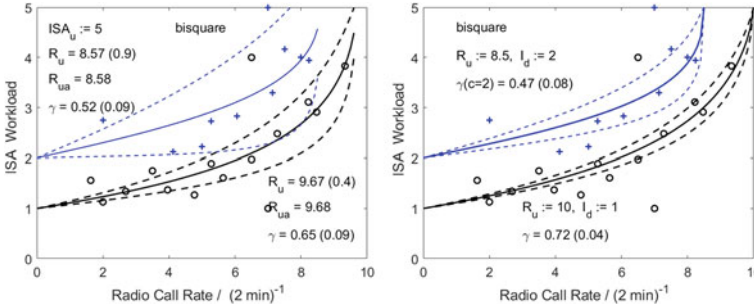 ISA_u := 5
bisquare
R_u = 8.57 (0.9)
R_ua = 8.58
γ = 0.52 (0.09)
R_u = 9.67 (0.4)
R_ua = 9.68
γ = 0.65 (0.09)
5
4
3
2
1
0
ISA Workload
0 2 4 6 8 10
Radio Call Rate / (2 min)^-1
bisquare
R_u := 8.5, I_d := 2
γ(c=2) = 0.47 (0.08)
R_u := 10, I_d := 1
γ = 0.72 (0.04)
5
4
3
2
1
0
ISA Workload
0 2 4 6 8 10
Radio Call Rate / (2 min)^-1